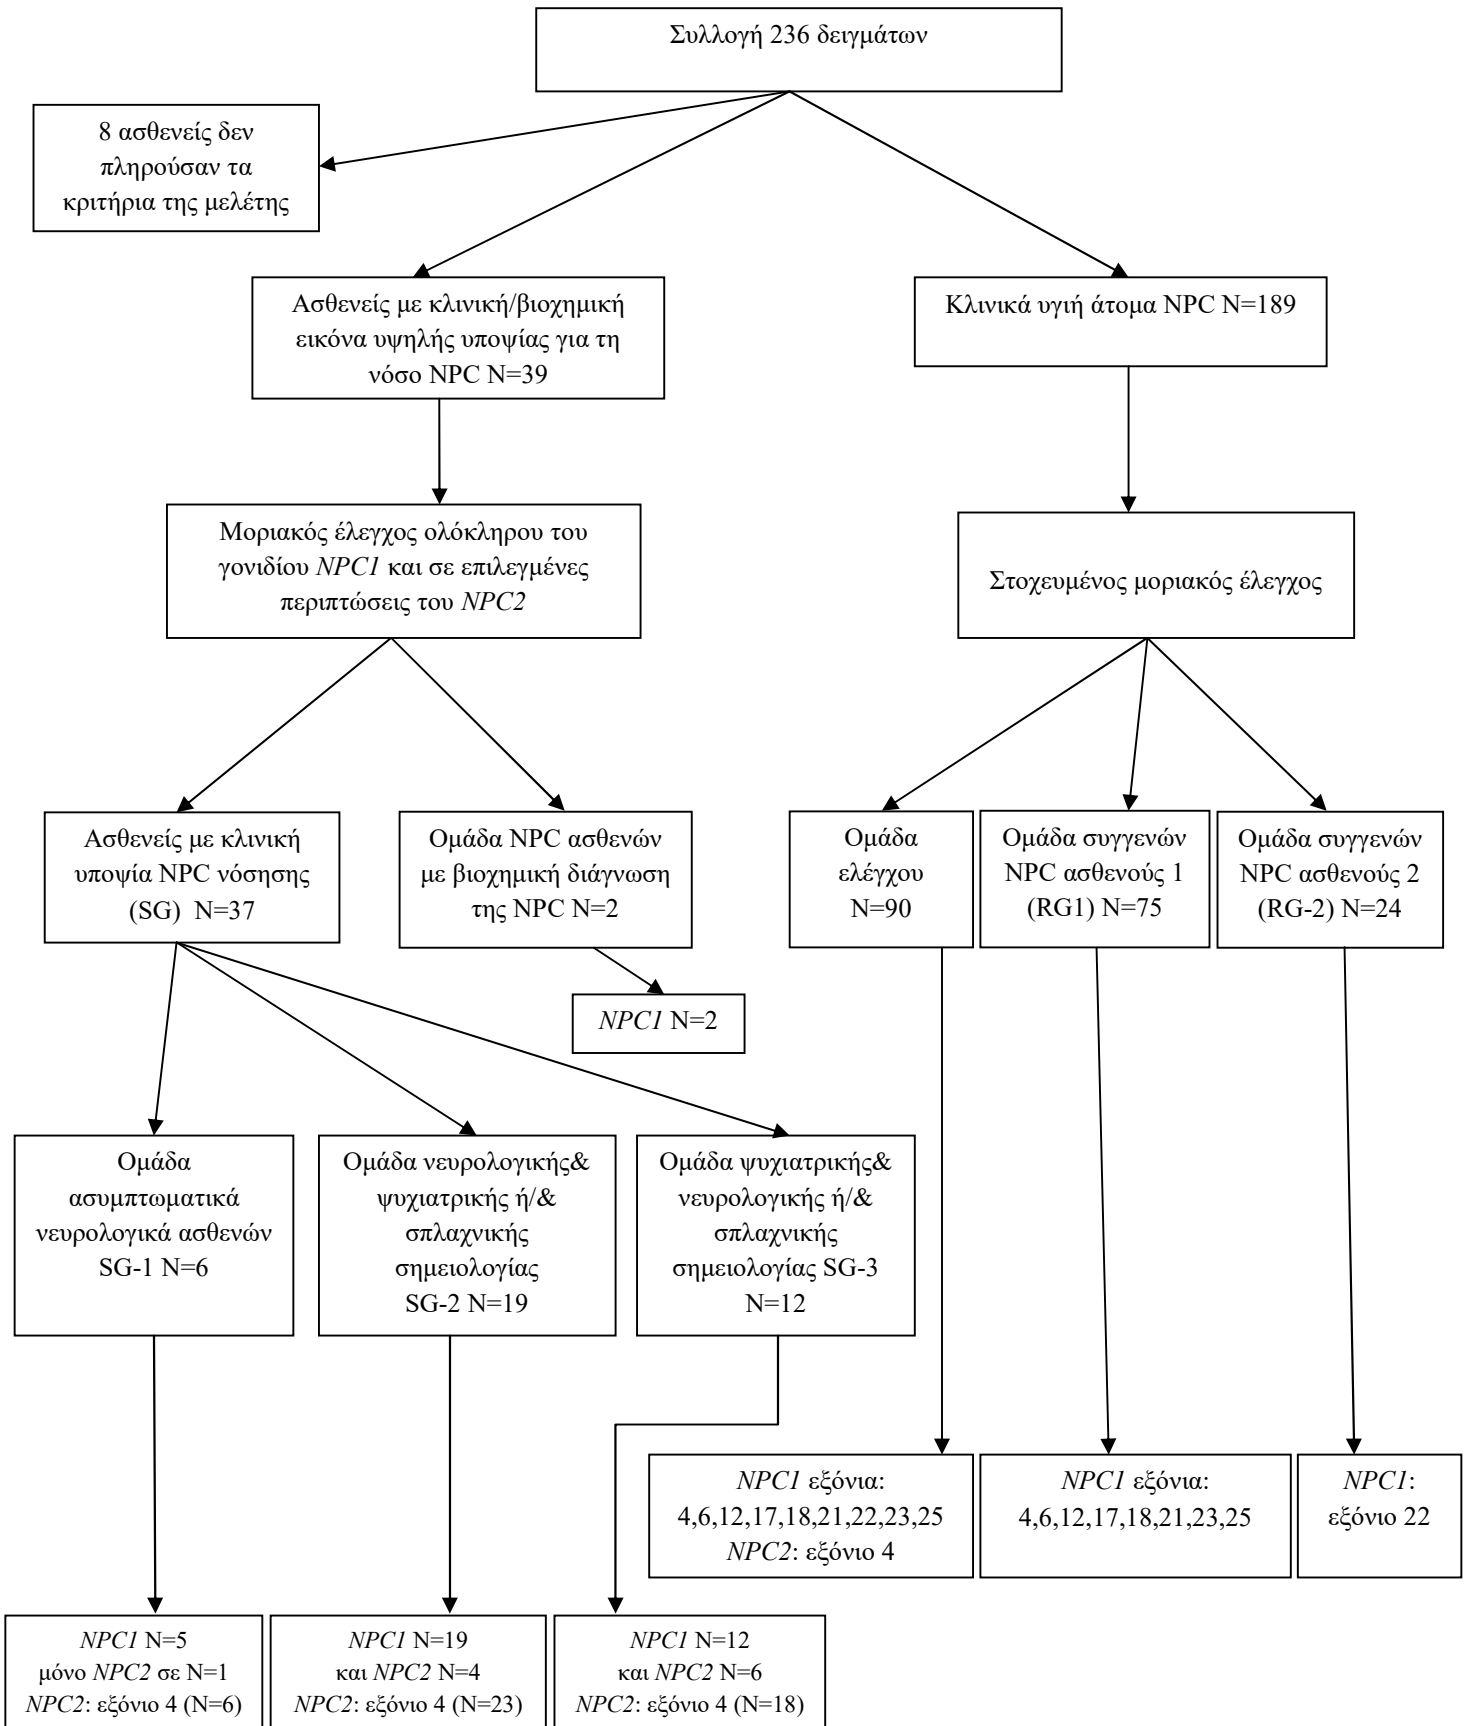 Συλλογή 236 δειγμάτων
8 ασθενείς δεν
πληρούσαν τα
κριτήρια της μελέτης
Ασθενείς με κλινική/βιοχημική
εικόνα υψηλής υποψίας για τη
νόσο NPC N=39
Κλινικά υγιή άτομα NPC N=189
Μοριακός έλεγχος ολόκληρου του
γονιδίου NPC1 και σε επιλεγμένες
περιπτώσεις του NPC2
Στοχευμένος μοριακός έλεγχος
Ασθενείς με κλινική
υποψία NPC νόσησης
(SG) N=37
Ομάδα NPC ασθενών
με βιοχημική διάγνωση
της NPC N=2
Ομάδα
ελέγχου
N=90
Ομάδα συγγενών
NPC ασθενούς 1
(RG1) N=75
Ομάδα συγγενών
NPC ασθενούς 2
(RG-2) N=24
NPC1 N=2
Ομάδα
ασυμπτωματικά
νευρολογικά ασθενών
SG-1 N=6
Ομάδα νευρολογικής&
ψυχιατρικής ή/&
σπλαχνικής
σημειολογίας
SG-2 N=19
Ομάδα ψυχιατρικής&
νευρολογικής ή/&
σπλαχνικής
σημειολογίας SG-3
N=12
NPC1 εξόνια:
4,6,12,17,18,21,22,23,25
NPC2: εξόνιο 4
NPC1 εξόνια:
4,6,12,17,18,21,23,25
NPC1:
εξόνιο 22
NPC1 N=5
μόνο NPC2 σε N=1
NPC2: εξόνιο 4 (N=6)
NPC1 N=19
και NPC2 N=4
NPC2: εξόνιο 4 (N=23)
NPC1 N=12
και NPC2 N=6
NPC2: εξόνιο 4 (N=18)